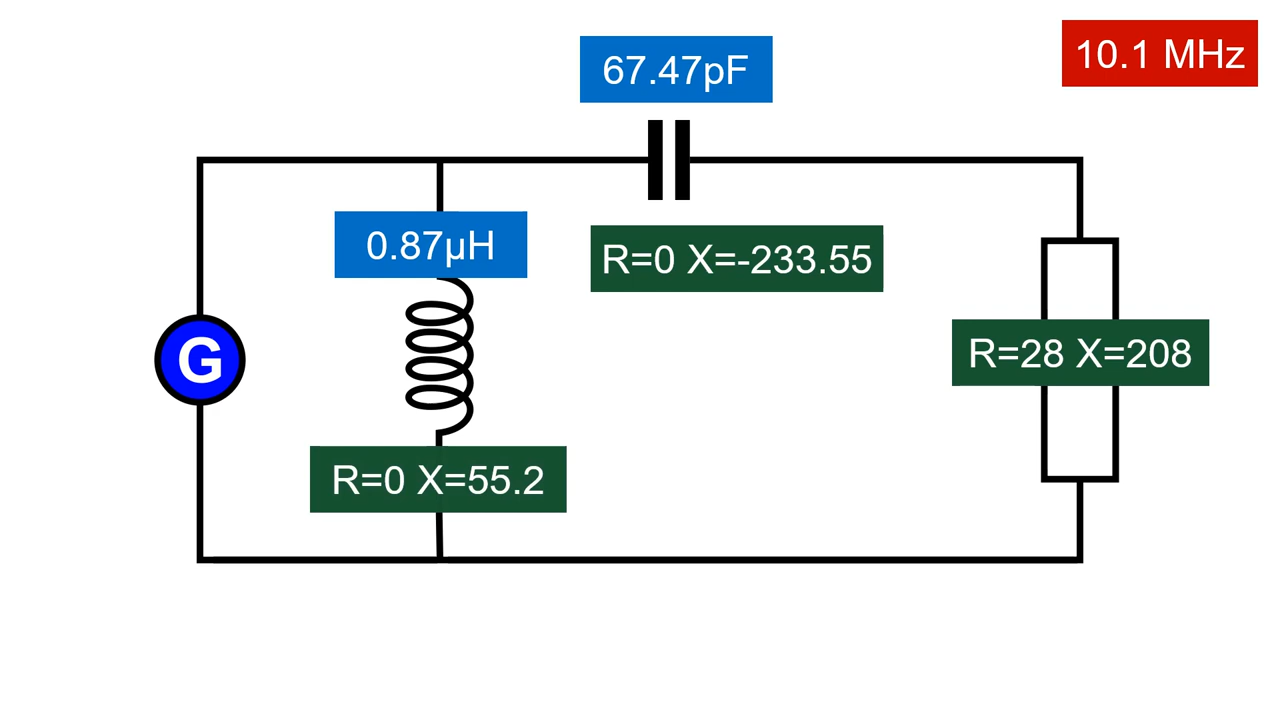 10.1 MHz
67.47pF
0.87µH
R=0 X=-233.55
G
R=28 X=208
R=0 X=55.2